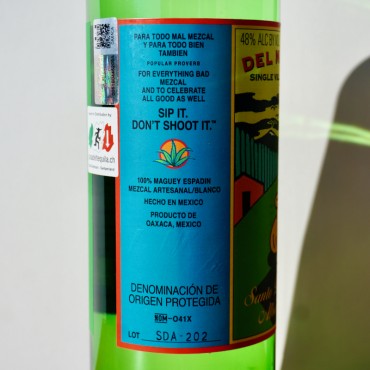 PARA TODO MAL MEZCAL
Y PARA TODO BIEN
TAMBIEN
POPULAR PROVERB
FOR EVERYTHING BAD
MEZCAL
AND TO CELEBRATE
ALL GOOD AS WELL
SIP IT.
DON'T SHOOT IT.™
100% MAGUEY ESPADIN
MEZCAL ARTESANAL/BLANCO
HECHO EN MEXICO
PRODUCTO DE
OAXACA, MEXICO
DENOMINACIÓN DE
ORIGEN PROTEGIDA
NOM-O41X
LOT SDA-202
48% ALC BY
DEL
SINGLE